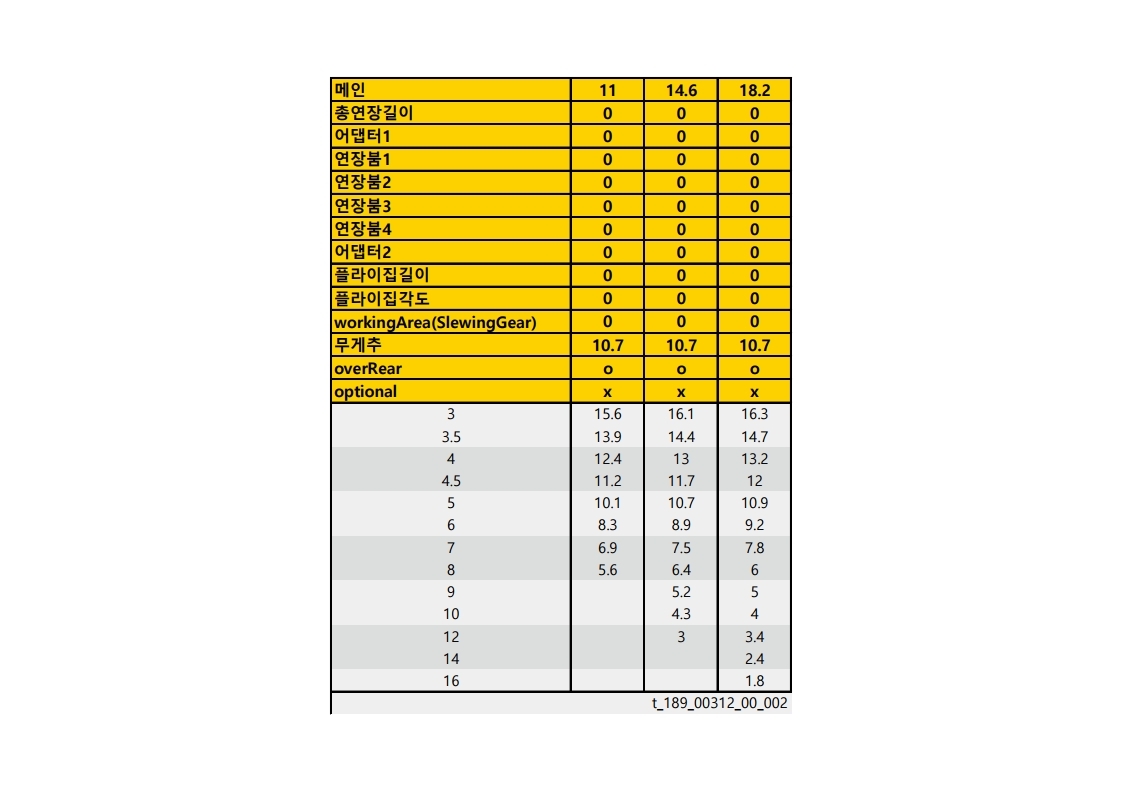 메인 11 14.6 18.2
총연장길이 0 0 0
어댑터1 0 0 0
연장붐1 0 0 0
연장붐2 0 0 0
연장붐3 0 0 0
연장붐4 0 0 0
어댑터2 0 0 0
플라이집길이 0 0 0
플라이집각도 0 0 0
workingArea(SlewingGear) 0 0 0
무게추 10.7 10.7 10.7
overRear o o o
optional x x x
3 15.6 16.1 16.3
3.5 13.9 14.4 14.7
4 12.4 13 13.2
4.5 11.2 11.7 12
5 10.1 10.7 10.9
6 8.3 8.9 9.2
7 6.9 7.5 7.8
8 5.6 6.4 6
9 5.2 5
10 4.3 4
12 3 3.4
14 2.4
16 1.8
t_189_00312_00_002